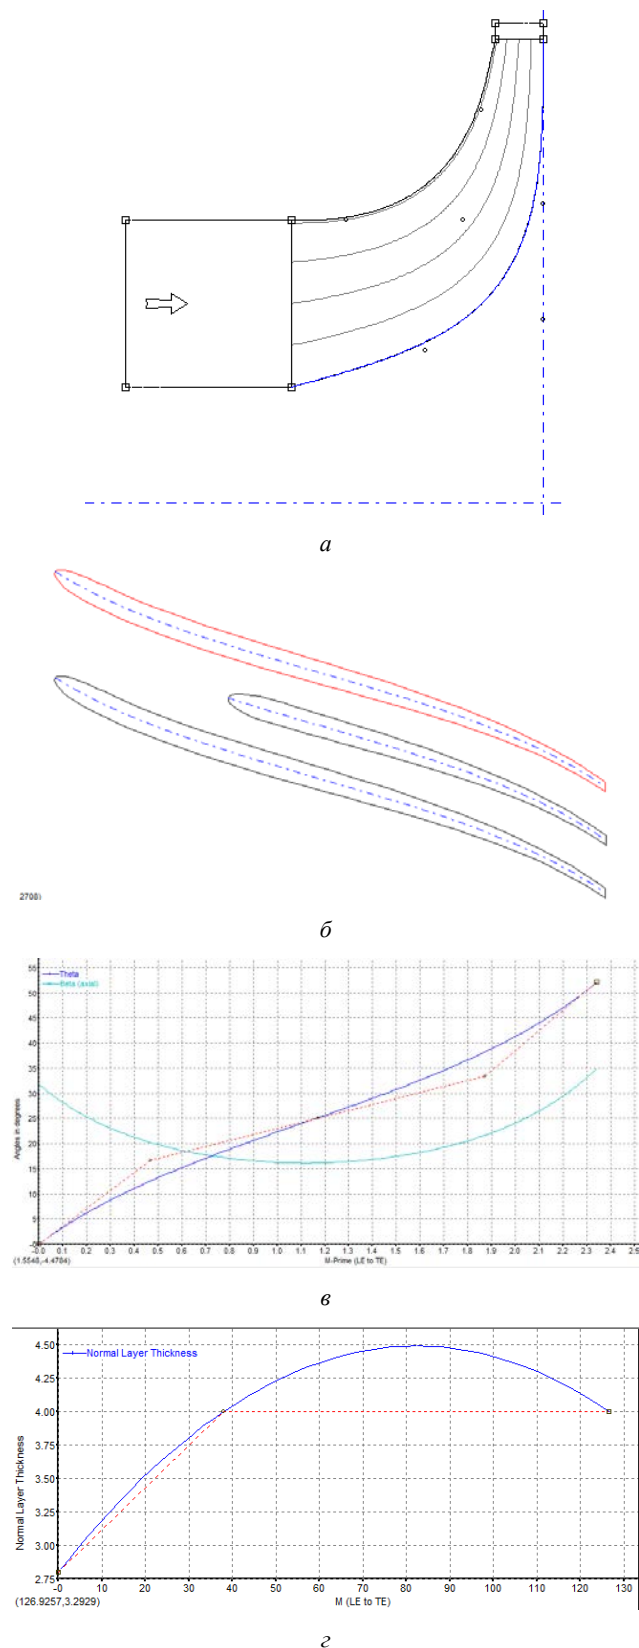 а
2708)
б
Theta
Beta (axial)
55
50
45
40
35
30
25
20
15
10
5
-0
Angles in degrees
-0.0 0.1 0.2 0.3 0.4 0.5 0.6 0.7 0.8 0.9 1.0 1.1 1.2 1.3 1.4 1.5 1.6 1.7 1.8 1.9 2.0 2.1 2.2 2.3 2.4 2.5
(1.5548,-4.4784) M-Prime (LE to TE)
в
4.50
Normal Layer Thickness
4.25
4.00
3.75
3.50
3.25
3.00
2.75
Normal Layer Thickness
-0 10 20 30 40 50 60 70 80 90 100 110 120 130
(126.9257,3.2929) M (LE to TE)
г